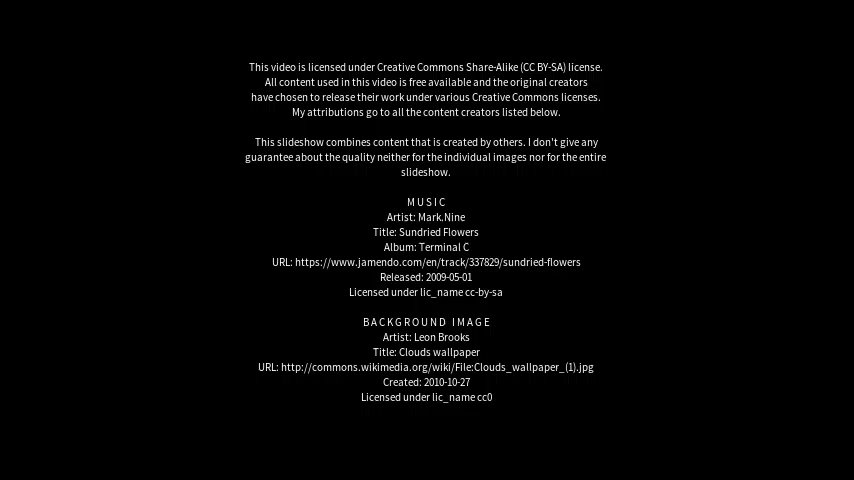 This video is licensed under Creative Commons Share-Alike (CC BY-SA) license.
All content used in this video is free available and the original creators
have chosen to release their work under various Creative Commons licenses.
My attributions go to all the content creators listed below.
This slideshow combines content that is created by others. I don't give any
guarantee about the quality neither for the individual images nor for the entire
slideshow.
M U S I C
Artist: Mark.Nine
Title: Sundried Flowers
Album: Terminal C
URL: https://www.jamendo.com/en/track/337829/sundried-flowers
Released: 2009-05-01
Licensed under lic_name cc-by-sa
B A C K G R O U N D   I M A G E
Artist: Leon Brooks
Title: Clouds wallpaper
URL: http://commons.wikimedia.org/wiki/File:Clouds_wallpaper_(1).jpg
Created: 2010-10-27
Licensed under lic_name cc0